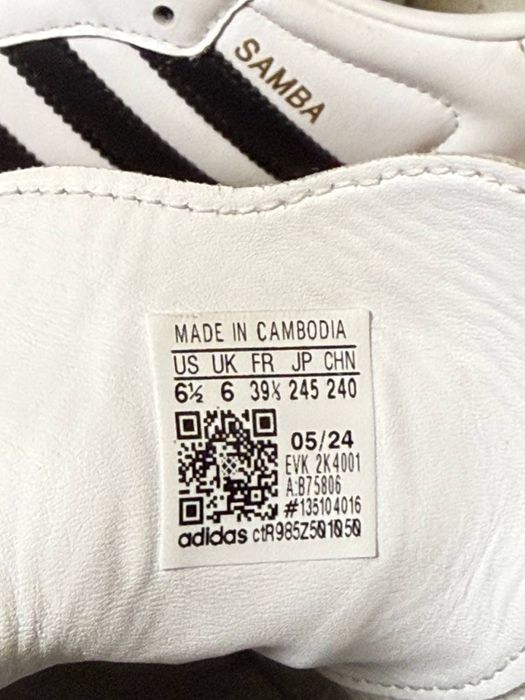 SAMBA
MADE IN CAMBODIA
US UK FR JP CHN
6½ 6 39⅓ 245 240
05/24
EVK 2K4001
A:B75806
#135104016
adidas ctR985Z501050